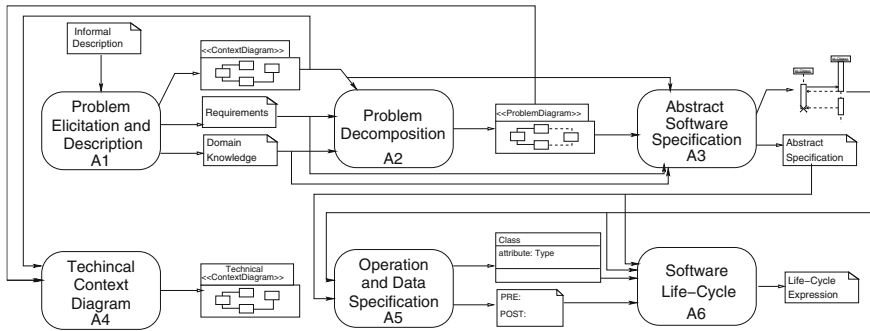 Informal
Description
<<ContextDiagram>>
Problem
Elicitation and
Description
A1
Requirements
Domain
Knowledge
Problem
Decomposition
A2
<<ProblemDiagram>>
Abstract
Software
Specification
A3
Abstract
Specification
Techincal
Context
Diagram
A4
Technical
<<ContextDiagram>>
Operation
and Data
Specification
A5
Class
attribute: Type
PRE:
POST:
Software
Life-Cycle
A6
Life-Cycle
Expression